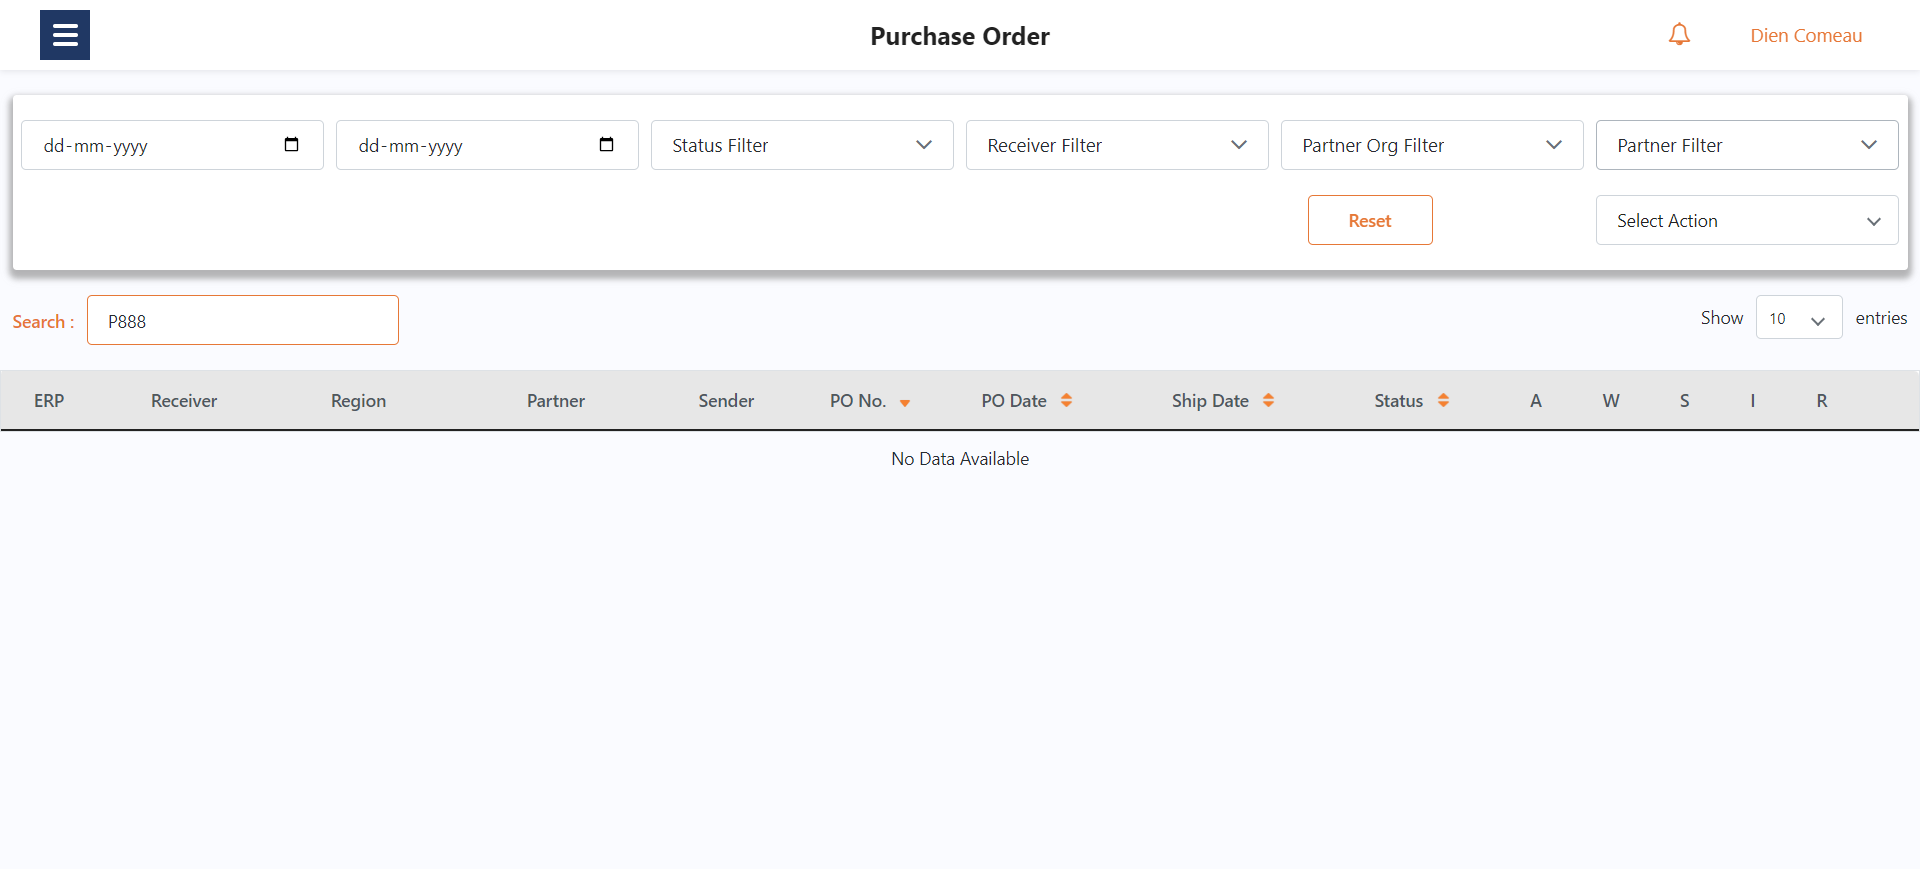 Purchase Order
Dien Comeau
dd-mm-yyyy
dd-mm-yyyy
Status Filter
Receiver Filter
Partner Org Filter
Partner Filter
Reset
Select Action
Search :
P888
Show 10 entries
ERP Receiver Region Partner Sender PO No. PO Date Ship Date Status A W S I R
No Data Available